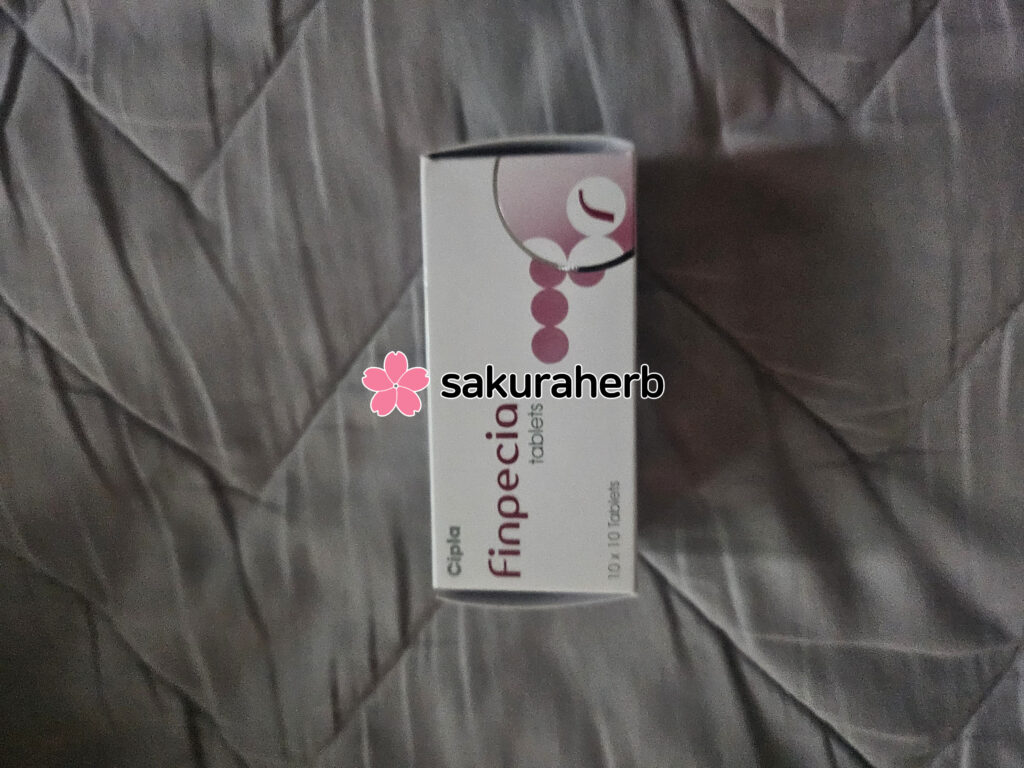 Cipla
Finpecia
tablets
10 x 10 Tablets
sakuraherb